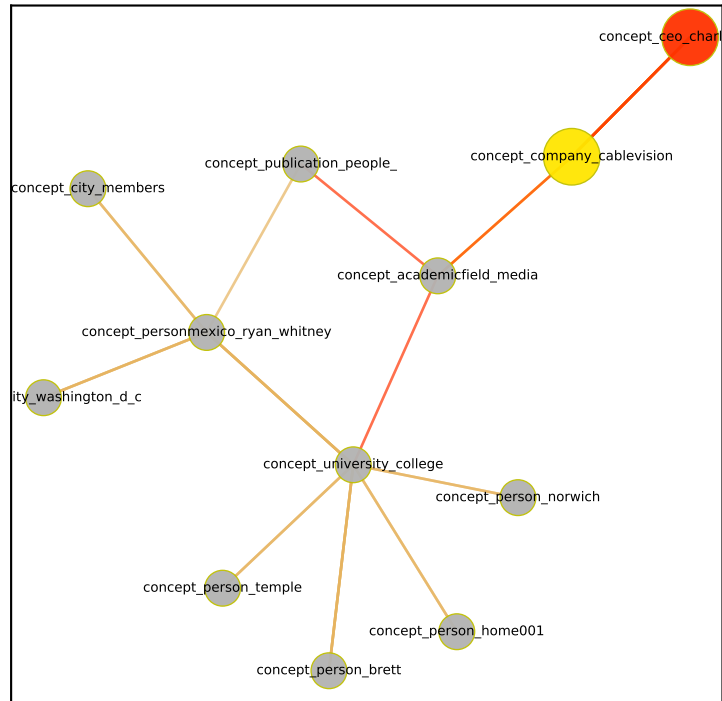 concept_ceo_charl
concept_company_cablevision
concept_publication_people_
concept_city_members
concept_academicfield_media
concept_personmexico_ryan_whitney
ity_washington_d_c
concept_university_college
concept_person_norwich
concept_person_temple
concept_person_home001
concept_person_brett